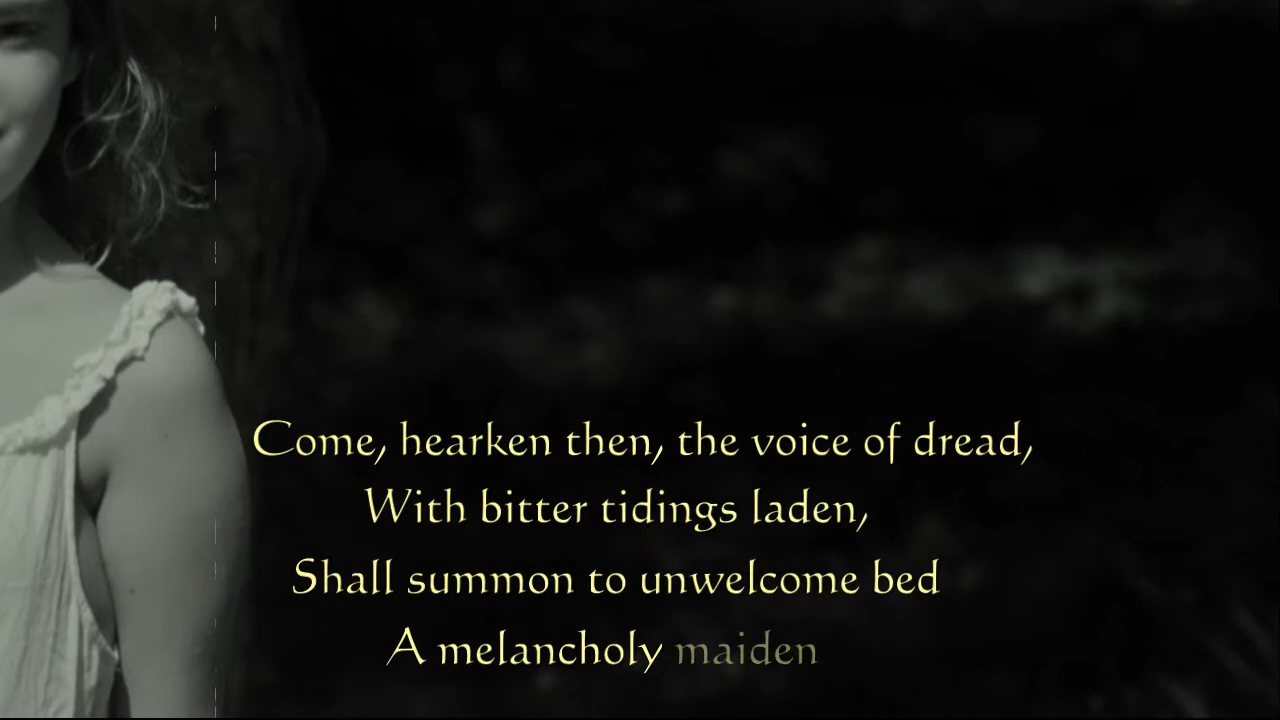 Come, hearken then, the voice of dread,
With bitter tidings laden,
Shall summon to unwelcome bed
A melancholy maiden